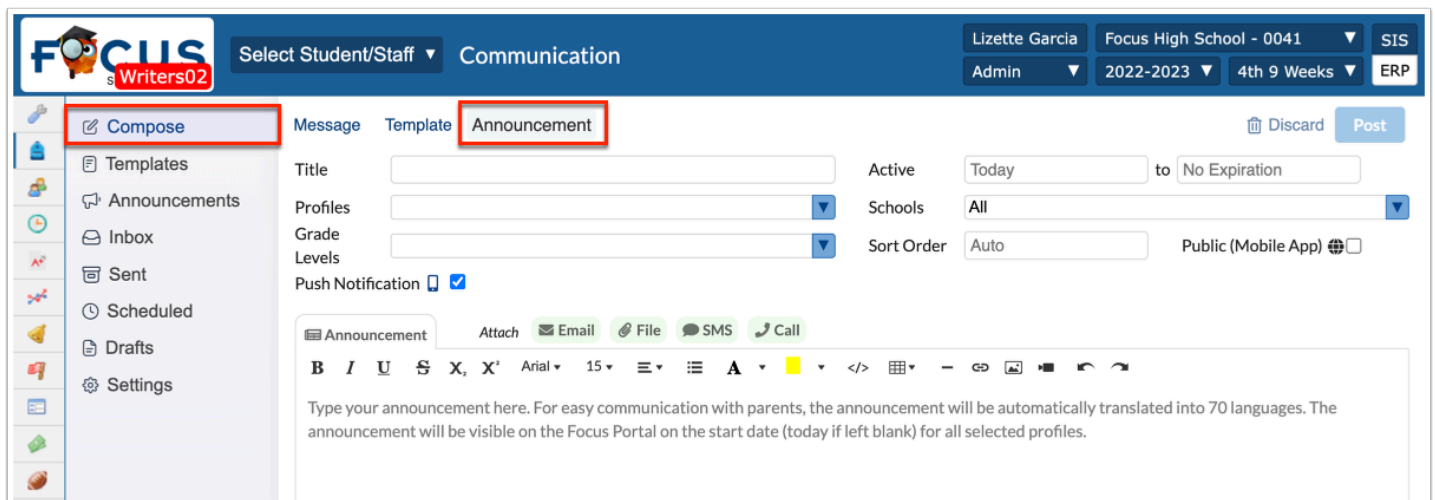 FOCUS
Writers02
Select Student/Staff ▼
Communication
Lizette Garcia
Focus High School - 0041 ▼
SIS
Admin ▼
2022-2023 ▼
4th 9 Weeks ▼
ERP
Compose
Templates
Announcements
Inbox
Sent
Scheduled
Drafts
Settings
Message Template Announcement
Discard Post
Title
Active Today to No Expiration
Profiles
Schools All
Grade
Levels
Sort Order Auto
Public (Mobile App)
Push Notification
Announcement Attach Email File SMS Call
B I U S X₂ X² Arial 15 A </>
Type your announcement here. For easy communication with parents, the announcement will be automatically translated into 70 languages. The
announcement will be visible on the Focus Portal on the start date (today if left blank) for all selected profiles.